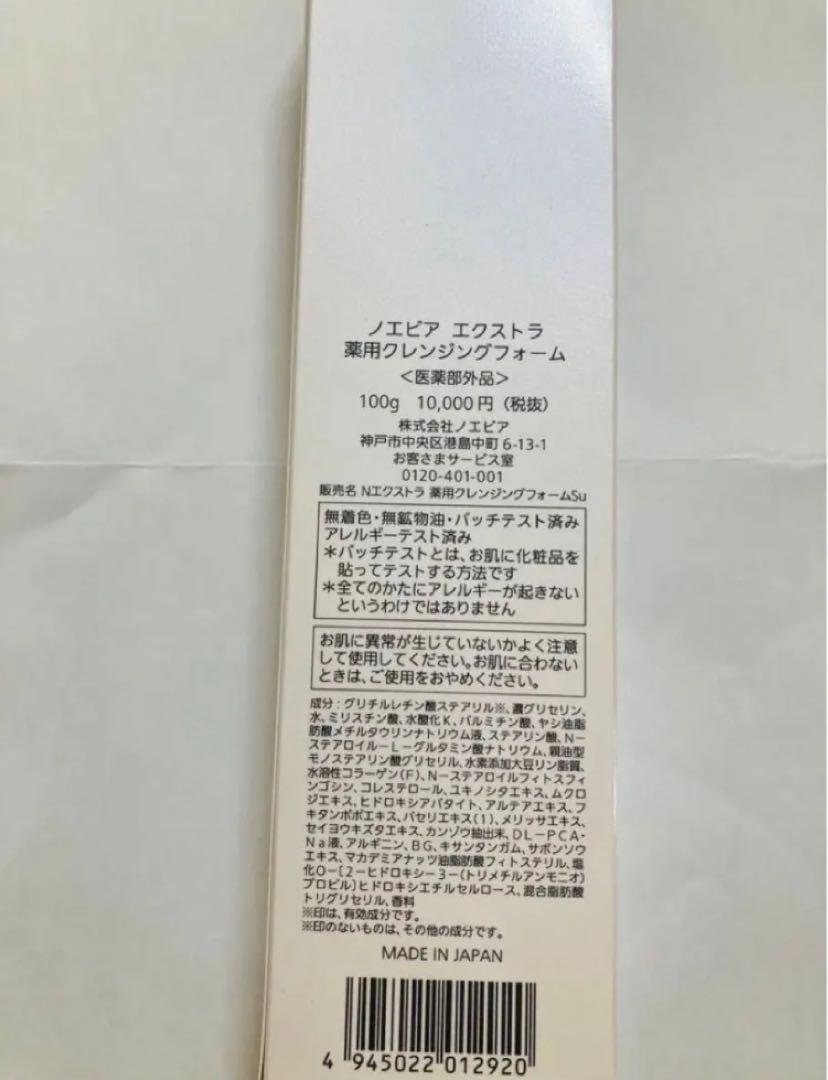 ノエビア エクストラ
薬用クレンジングフォーム
＜医薬部外品＞
100g 10,000円（税抜）
株式会社ノエビア
神戸市中央区港島中町 6-13-1
お客さまサービス室
0120-401-001
販売名 Nエクストラ 薬用クレンジングフォームSu
無着色・無鉱物油・パッチテスト済み
アレルギーテスト済み
＊パッチテストとは、お肌に化粧品を
貼ってテストする方法です
＊全てのかたにアレルギーが起きない
というわけではありません
お肌に異常が生じていないかよく注意
して使用してください。お肌に合わない
ときは、ご使用をおやめください。
成分：グリチルレチン酸ステアリル※、濃グリセリン、
水、ミリスチン酸、水酸化K、パルミチン酸、ヤシ油脂
肪酸メチルタウリンナトリウム液、ステアリン酸、N－
ステアロイル－L－グルタミン酸ナトリウム、親油型
モノステアリン酸グリセリル、水素添加大豆リン脂質、
水溶性コラーゲン（F）、N－ステアロイルフィトスフィ
ンゴシン、コレステロール、ユキノシタエキス、ムクロ
ジエキス、ヒドロキシアパタイト、アルテアエキス、フ
キタンポポエキス、パセリエキス（1）、メリッサエキス、
セイヨウキズタエキス、カンゾウ抽出末、DL－PCA・
Na液、アルギニン、BG、キサンタンガム、サボンソウ
エキス、マカデミアナッツ油脂肪酸フィトステリル、塩
化O－［2－ヒドロキシ－3－（トリメチルアンモニオ）
プロピル］ヒドロキシエチルセルロース、混合脂肪酸
トリグリセリル、香料
※印は、有効成分です。
※印のないものは、その他の成分です。
MADE IN JAPAN
4 945022 012920